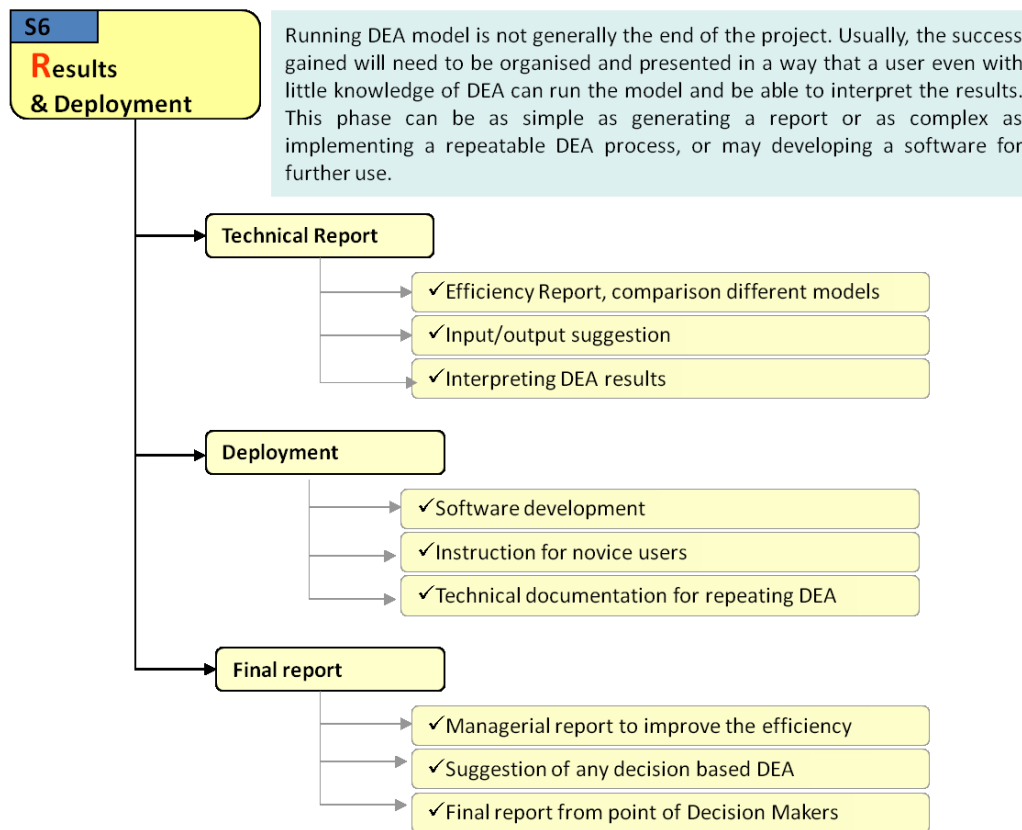 S6
Results
& Deployment
Running DEA model is not generally the end of the project. Usually, the success
gained will need to be organised and presented in a way that a user even with
little knowledge of DEA can run the model and be able to interpret the results.
This phase can be as simple as generating a report or as complex as
implementing a repeatable DEA process, or may developing a software for
further use.
Technical Report
✓Efficiency Report, comparison different models
✓Input/output suggestion
✓Interpreting DEA results
Deployment
✓Software development
✓Instruction for novice users
✓Technical documentation for repeating DEA
Final report
✓Managerial report to improve the efficiency
✓Suggestion of any decision based DEA
✓Final report from point of Decision Makers